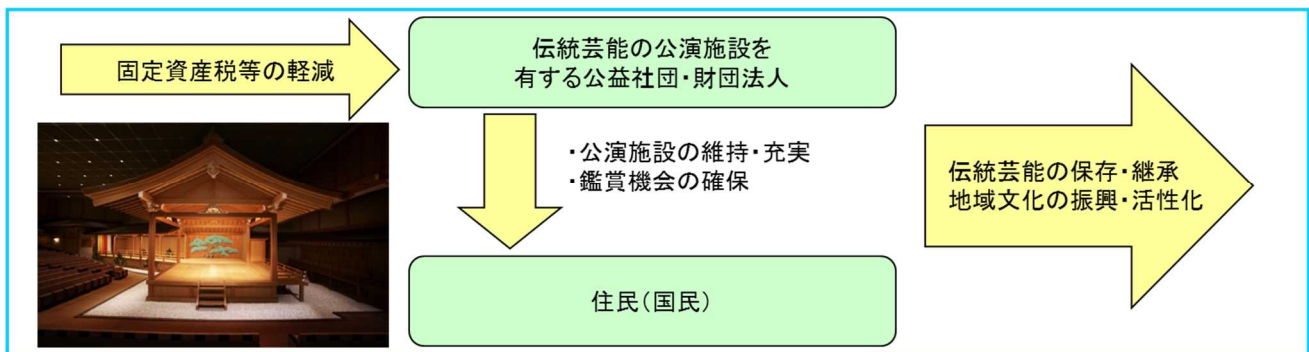 固定資産税等の軽減
伝統芸能の公演施設を
有する公益社団・財団法人
・公演施設の維持・充実
・鑑賞機会の確保
伝統芸能の保存・継承
地域文化の振興・活性化
住民(国民)